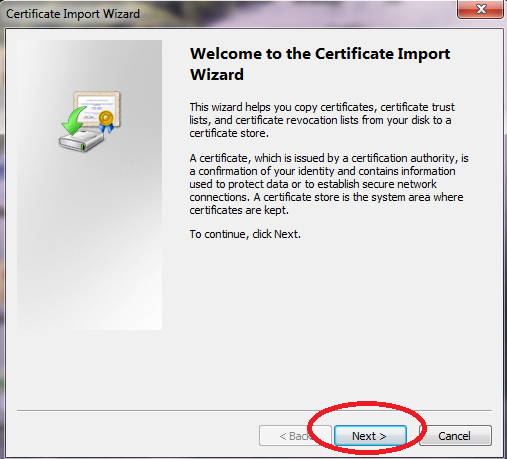 Certificate Import Wizard
Welcome to the Certificate Import
Wizard
This wizard helps you copy certificates, certificate trust
lists, and certificate revocation lists from your disk to a
certificate store.
A certificate, which is issued by a certification authority, is
a confirmation of your identity and contains information
used to protect data or to establish secure network
connections. A certificate store is the system area where
certificates are kept.
To continue, click Next.
< Back
Next >
Cancel